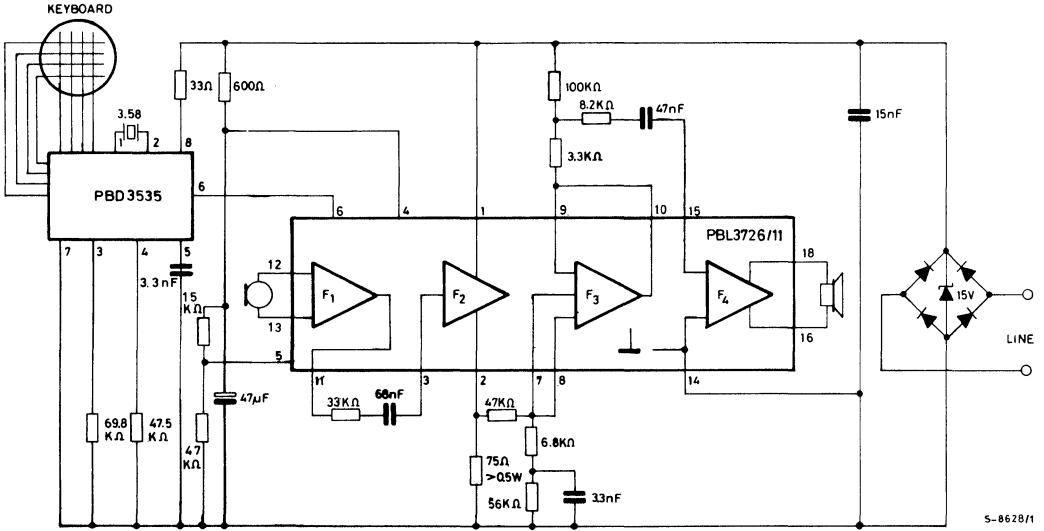 KEYBOARD
3.58
1 2 8
33Ω
600Ω
100KΩ
8.2KΩ
47nF
15nF
3.3KΩ
PBD3535
6
6 4 1 9 10 15
PBL3726/11
7 3 4 5
3.3nF
12
13
F1
F2
F3
F4
18
16
15V
LINE
15
KΩ
5
11 3 2 7 8 14
47µF
33KΩ
68nF
47KΩ
69.8
KΩ
47.5
KΩ
47
KΩ
6.8KΩ
75Ω
>0.5W
56KΩ
33nF
S-8628/1